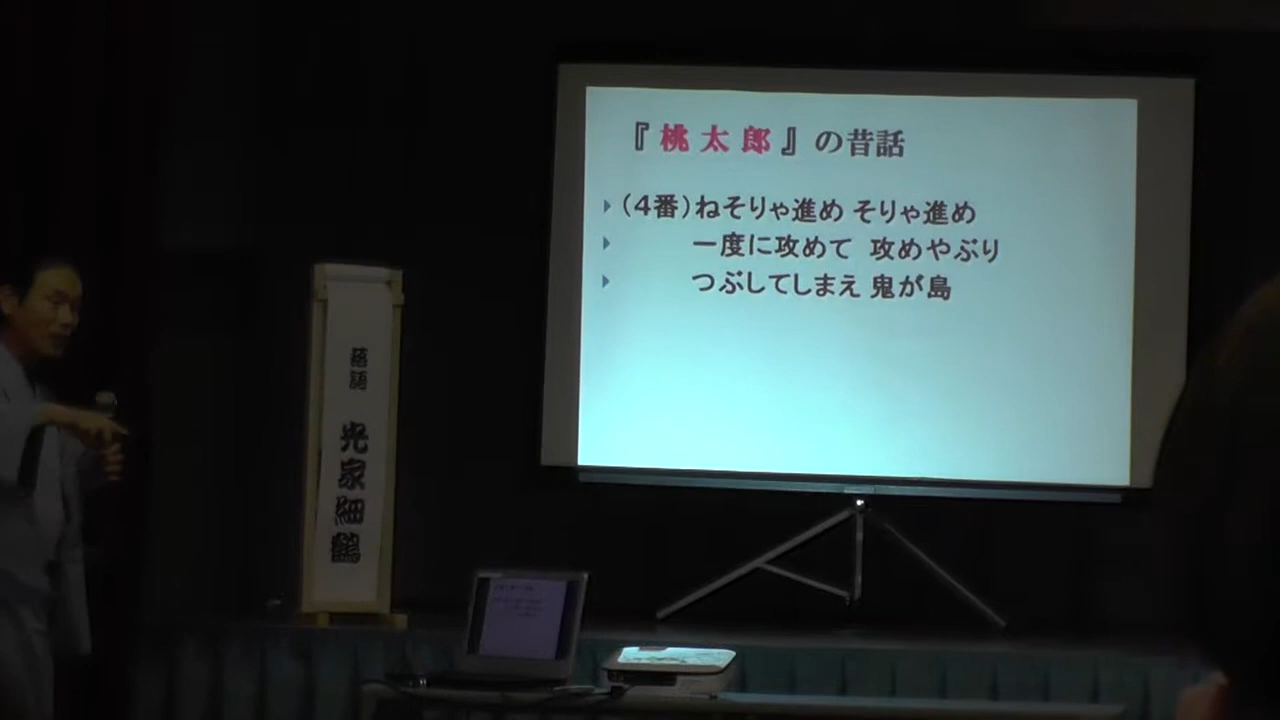 『桃太郎』の昔話
(4番)ねそりゃ進め そりゃ進め
一度に攻めて 攻めやぶり
つぶしてしまえ 鬼が島
落語 光家細鶴